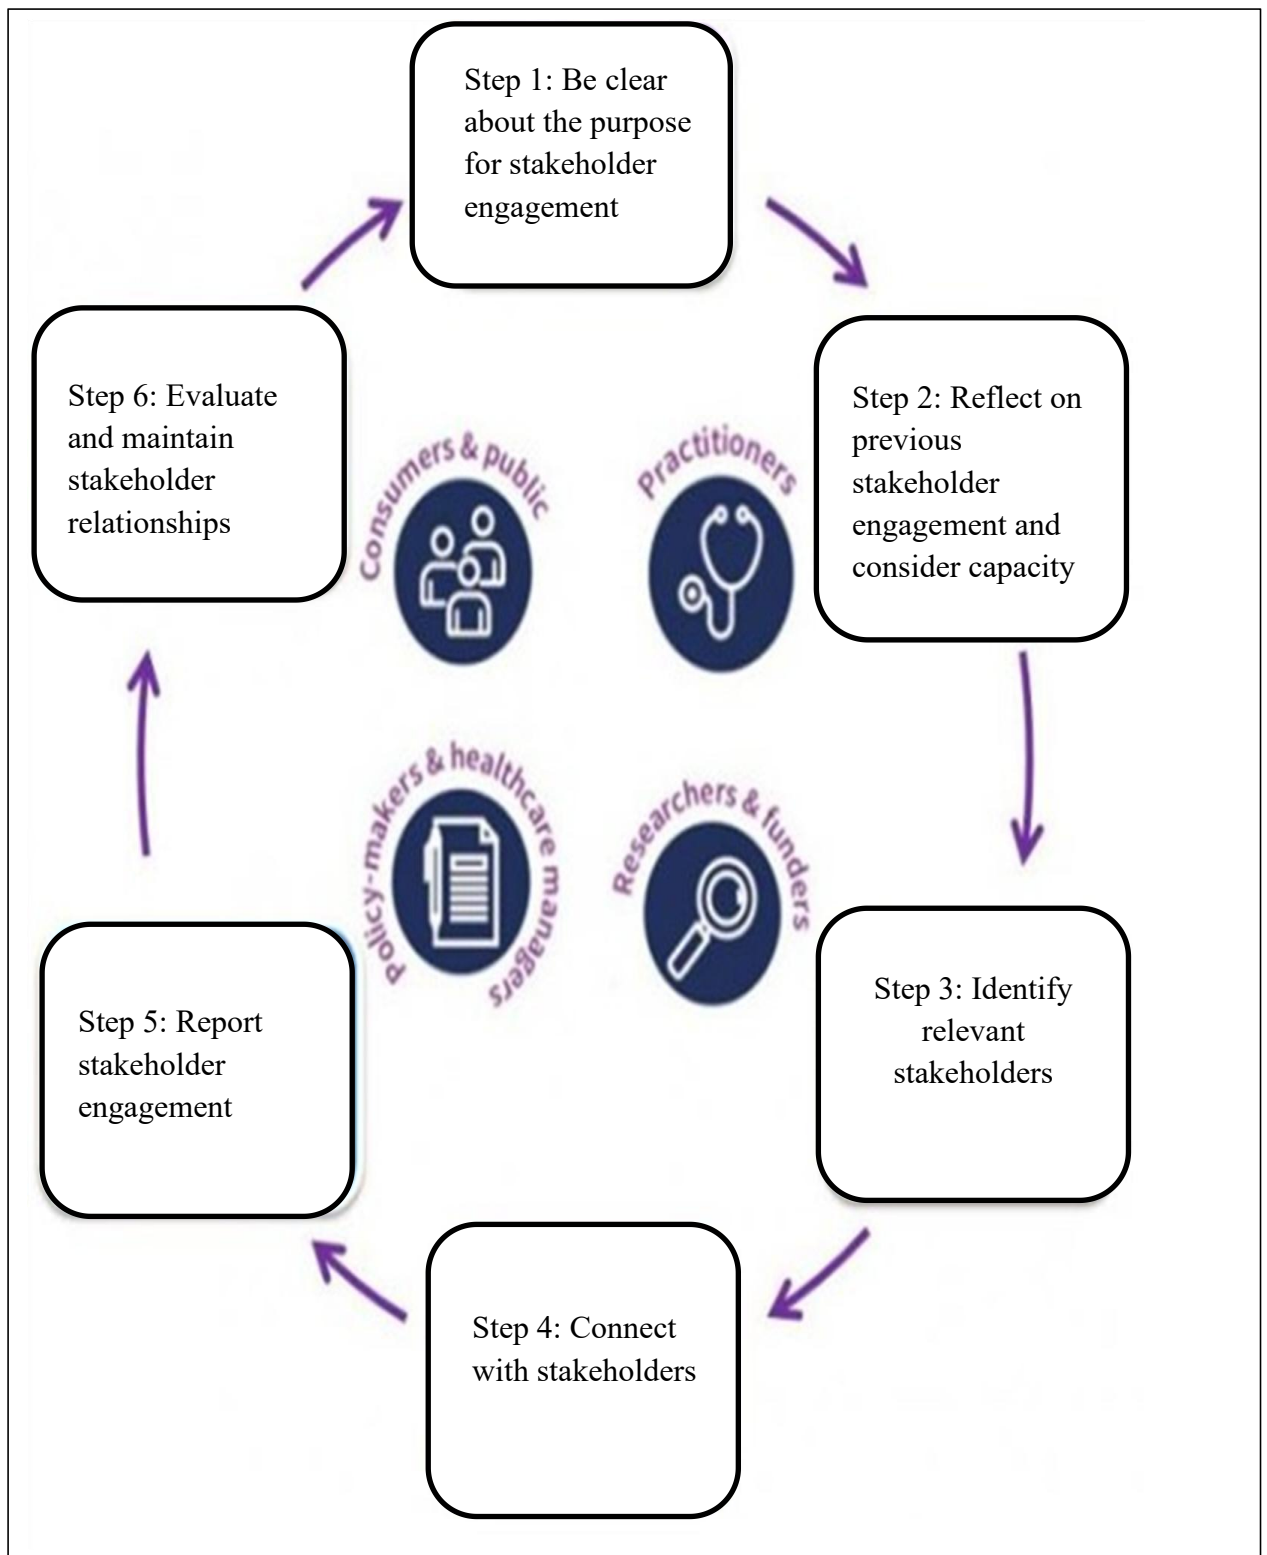 Step 1: Be clear
about the purpose
for stakeholder
engagement
Step 2: Reflect on
previous
stakeholder
engagement and
consider capacity
Step 3: Identify
relevant
stakeholders
Step 4: Connect
with stakeholders
Step 5: Report
stakeholder
engagement
Step 6: Evaluate
and maintain
stakeholder
relationships
Consumers & public
Practitioners
Policy-makers & healthcare managers
Researchers & funders